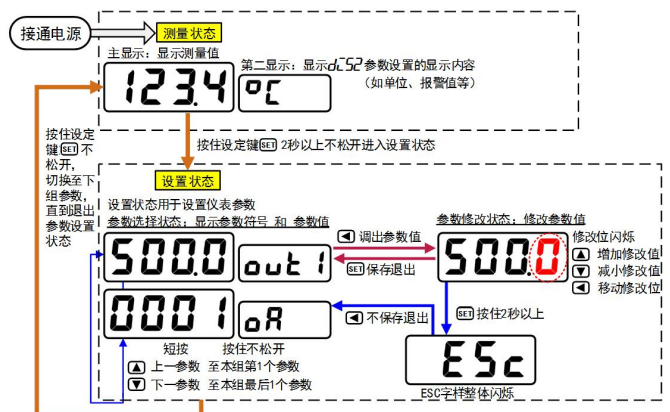 接通电源
测量状态
主显示：显示测量值
第二显示：显示diS2参数设置的显示内容
（如单位、报警值等）
123.4
ºC
按住设定键SET 2秒以上不松开进入设置状态
按住设定
键SET不
松开，
切换至下
组参数，
直到退出
参数设置
状态
设置状态
设置状态用于设置仪表参数
参数选择状态：显示参数符号 和 参数值
参数修改状态：修改参数值
500.0
out1
◀ 调出参数值
SET保存退出
500.0
修改位闪烁
▲ 增加修改值
▼ 减小修改值
◀ 移动修改位
0001
oA
◀ 不保存退出
SET 按住2秒以上
短按 按住不松开
▲ 上一参数 至本组第1个参数
▼ 下一参数 至本组最后1个参数
ESc
ESC字样整体闪烁